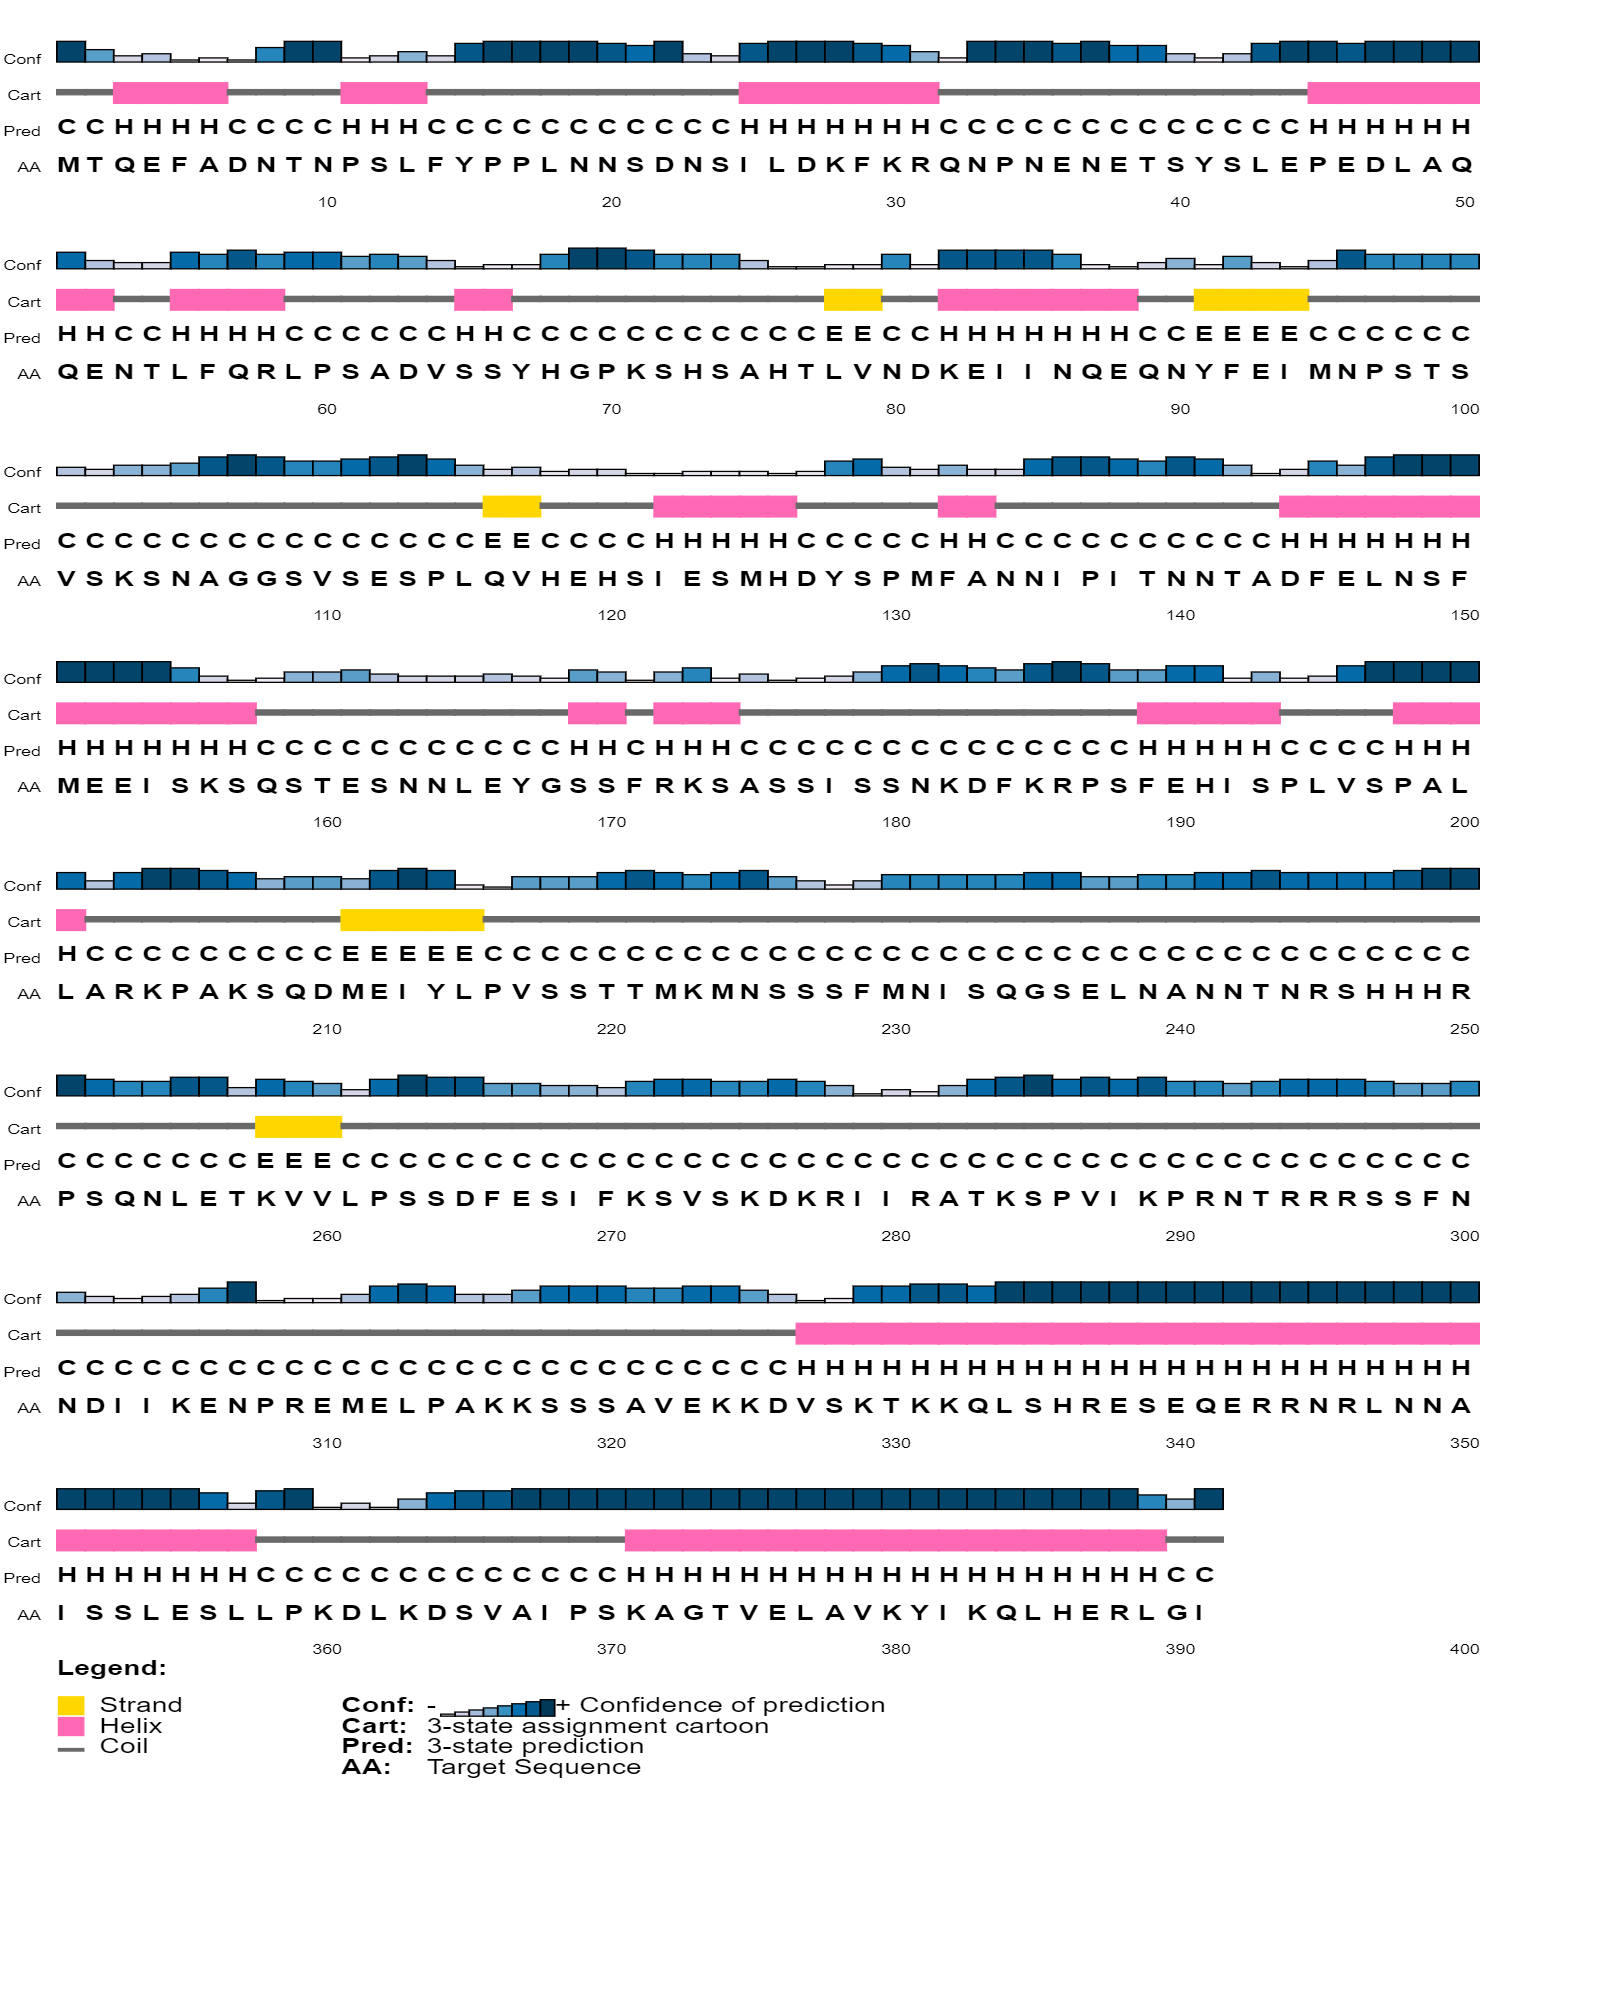 Conf
Cart
Pred CCHHHHCCCCHHHCCCCCCCCCCCHHHHHHHCCCCCCCCCCCCCHHHHHH
AA MTQEFADNTNPSLFYPPLNNSDNSILDKFKRQNPNENETSYSLEPEDLAQ
10 20 30 40 50
Conf
Cart
Pred HHCCHHHHCCCCCCHHCCCCCCCCCCCEECCHHHHHHHCCEEEECCCCCC
AA QENTLFQRLPSADVSSYHGPKSHSAHTLVNDKEIINQEQNYFEIMNPSTS
60 70 80 90 100
Conf
Cart
Pred CCCCCCCCCCCCCCCEECCCCHHHHHCCCCCHHCCCCCCCCCCHHHHHHH
AA VSKSNAGGSVSESPLQVHEHSIESMHDYSPMFANNIPITNNTADFELNSF
110 120 130 140 150
Conf
Cart
Pred HHHHHHHCCCCCCCCCCCHHCHHHCCCCCCCCCCCCCCHHHHHCCCCHHH
AA MEEISKSQSTESNNLEYGSSFRKSASSISSNKDFKRPSFEHISPLVSPAL
160 170 180 190 200
Conf
Cart
Pred HCCCCCCCCCEEEEECCCCCCCCCCCCCCCCCCCCCCCCCCCCCCCCCCC
AA LARKPAKSQDMEIYLPVSSTTMKMNSSSFMNISQGSELNANNTNRSHHHR
210 220 230 240 250
Conf
Cart
Pred CCCCCCCEEECCCCCCCCCCCCCCCCCCCCCCCCCCCCCCCCCCCCCCCC
AA PSQNLETKVVLPSSDFESIFKSVSKDKRIIRATKSPVIKPRNTRRRSSFN
260 270 280 290 300
Conf
Cart
Pred CCCCCCCCCCCCCCCCCCCCCCCCCCHHHHHHHHHHHHHHHHHHHHHHHH
AA NDIIKENPREMELPAKKSSSAVEKKDVSKTKKQLSHRESEQERRNRLNNA
310 320 330 340 350
Conf
Cart
Pred HHHHHHHCCCCCCCCCCCCCHHHHHHHHHHHHHHHHHHHCC
AA ISSLESLLPKDLKDSVAIPSKAGTVELAVKYIKQLHERLGI
360 370 380 390 400
Legend:
Strand
Helix
Coil
Conf: - + Confidence of prediction
Cart: 3-state assignment cartoon
Pred: 3-state prediction
AA: Target Sequence